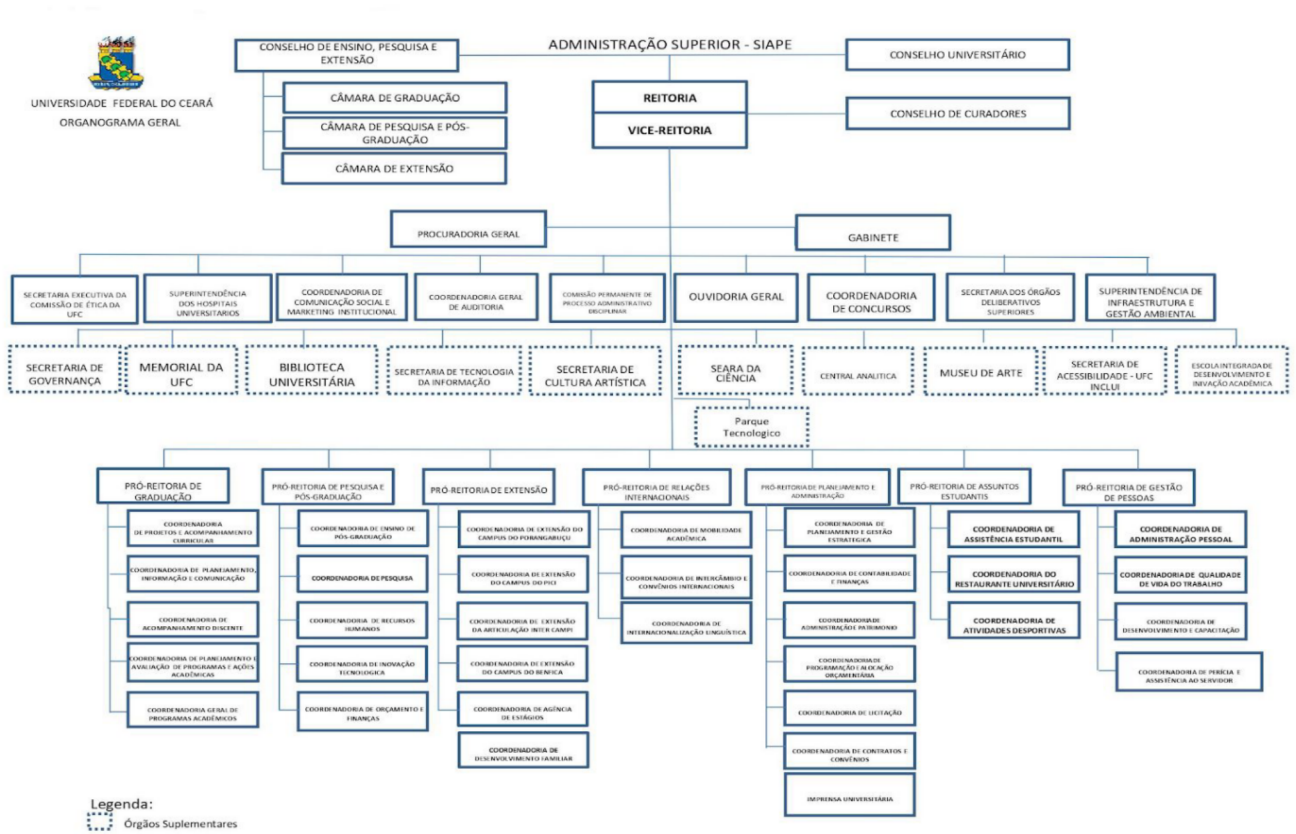 ADMINISTRAÇÃO SUPERIOR - SIAPE
UNIVERSIDADE FEDERAL DO CEARÁ
ORGANOGRAMA GERAL
CONSELHO DE ENSINO, PESQUISA E
EXTENSÃO
CÂMARA DE GRADUAÇÃO
CÂMARA DE PESQUISA E PÓS-
GRADUAÇÃO
CÂMARA DE EXTENSÃO
REITORIA
VICE-REITORIA
CONSELHO UNIVERSITÁRIO
CONSELHO DE CURADORES
PROCURADORIA GERAL
GABINETE
SECRETARIA EXECUTIVA DA
COMISSÃO DE ÉTICA DA
UFC
SUPERINTENDÊNCIA
DOS HOSPITAIS
UNIVERSITARIOS
COORDENADORIA DE
COMUNICAÇÃO SOCIAL E
MARKETING INSTITUCIONAL
COORDENADORIA GERAL
DE AUDITORIA
COMISSÃO PERMANENTE DE
PROCESSO ADMINISTRATIVO
DISCIPLINAR
OUVIDORIA GERAL
COORDENADORIA
DE CONCURSOS
SECRETARIA DOS ÓRGÃOS
DELIBERATIVOS
SUPERIORES
SUPERINTENDÊNCIA DE
INFRAESTRUTURA E
GESTÃO AMBIENTAL
SECRETARIA DE
GOVERNANÇA
MEMORIAL DA
UFC
BIBLIOTECA
UNIVERSITÁRIA
SECRETARIA DE TECNOLOGIA
DA INFORMAÇÃO
SECRETARIA DE
CULTURA ARTÍSTICA
SEARA DA
CIÊNCIA
CENTRAL ANALITICA
MUSEU DE ARTE
SECRETARIA DE
ACESSIBILIDADE - UFC
INCLUI
ESCOLA INTEGRADA DE
DESENVOLVIMENTO E
INIVAÇÃO ACADÊMICA
Parque
Tecnologico
PRÓ-REITORIA DE
GRADUAÇÃO
COORDENADORIA
DE PROJETOS E ACOMPANHAMENTO
CURRICULAR
COORDENADORIA DE PLANEJAMENTO,
INFORMAÇÃO E COMUNICAÇÃO
COORDENADORIA DE
ACOMPANHAMENTO DISCENTE
COORDENADORIA DE PLANEJAMENTO E
AVALIAÇÃO DE PROGRAMAS E AÇÕES
ACADÊMICAS
COORDENADORIA GERAL DE
PROGRAMAS ACADÊMICOS
PRÓ-REITORIA DE PESQUISA E
PÓS-GRADUAÇÃO
COORDENADORIA DE ENSINO DE
PÓS-GRADUAÇÃO
COORDENADORIA DE PESQUISA
COORDENADORIA DE RECURSOS
HUMANOS
COORDENADORIA DE INOVAÇÃO
TECNOLOGICA
COORDENADORIA DE ORÇAMENTO E
FINANÇAS
PRÓ-REITORIA DE EXTENSÃO
COORDENADORIA DE EXTENSÃO DO
CAMPUS DO PORANGABUÇU
COORDENADORIA DE EXTENSÃO
DO CAMPUS DO PICI
COORDENADORIA DE EXTENSÃO
DA ARTICULAÇÃO INTER CAMPI
COORDENADORIA DE EXTENSÃO
DO CAMPUS DO BENFICA
COORDENADORIA DE AGÊNCIA
DE ESTÁGIOS
COORDENADORIA DE
DESENVOLVIMENTO FAMILIAR
PRÓ-REITORIA DE RELAÇÕES
INTERNACIONAIS
COORDENADORIA DE MOBILIDADE
ACADÊMICA
COORDENADORIA DE INTERCÂMBIO E
CONVÊNIOS INTERNACIONAIS
COORDENADORIA DE
INTERNACIONALIZAÇÃO LINGUÍSTICA
PRÓ-REITORIA DE PLANEJAMENTO E
ADMINISTRAÇÃO
COORDENADORIA DE
PLANEJAMENTO E GESTÃO
ESTRATEGICA
COORDENADORIA DE CONTABILIDADE
E FINANÇAS
COORDENADORIA DE
ADMINISTRAÇÃO E PATRIMONIO
COORDENADORIA DE
PROGRAMAÇÃO E ALOCAÇÃO
ORÇAMENTÁRIA
COORDENADORIA DE LICITAÇÃO
COORDENADORIA DE CONTRATOS E
CONVÊNIOS
IMPRENSA UNIVERSITÁRIA
PRÓ-REITORIA DE ASSUNTOS
ESTUDANTIS
COORDENADORIA DE
ASSISTÊNCIA ESTUDANTIL
COORDENADORIA DO
RESTAURANTE UNIVERSITÁRIO
COORDENADORIA DE
ATIVIDADES DESPORTIVAS
PRÓ-REITORIA DE GESTÃO
DE PESSOAS
COORDENADORIA DE
ADMINISTRAÇÃO PESSOAL
COORDENADORIA DE QUALIDADE
DE VIDA DO TRABALHO
COORDENADORIA DE
DESENVOLVIMENTO E CAPACITAÇÃO
COORDENADORIA DE PERÍCIA E
ASSISTÊNCIA AO SERVIDOR
Legenda:
Órgãos Suplementares